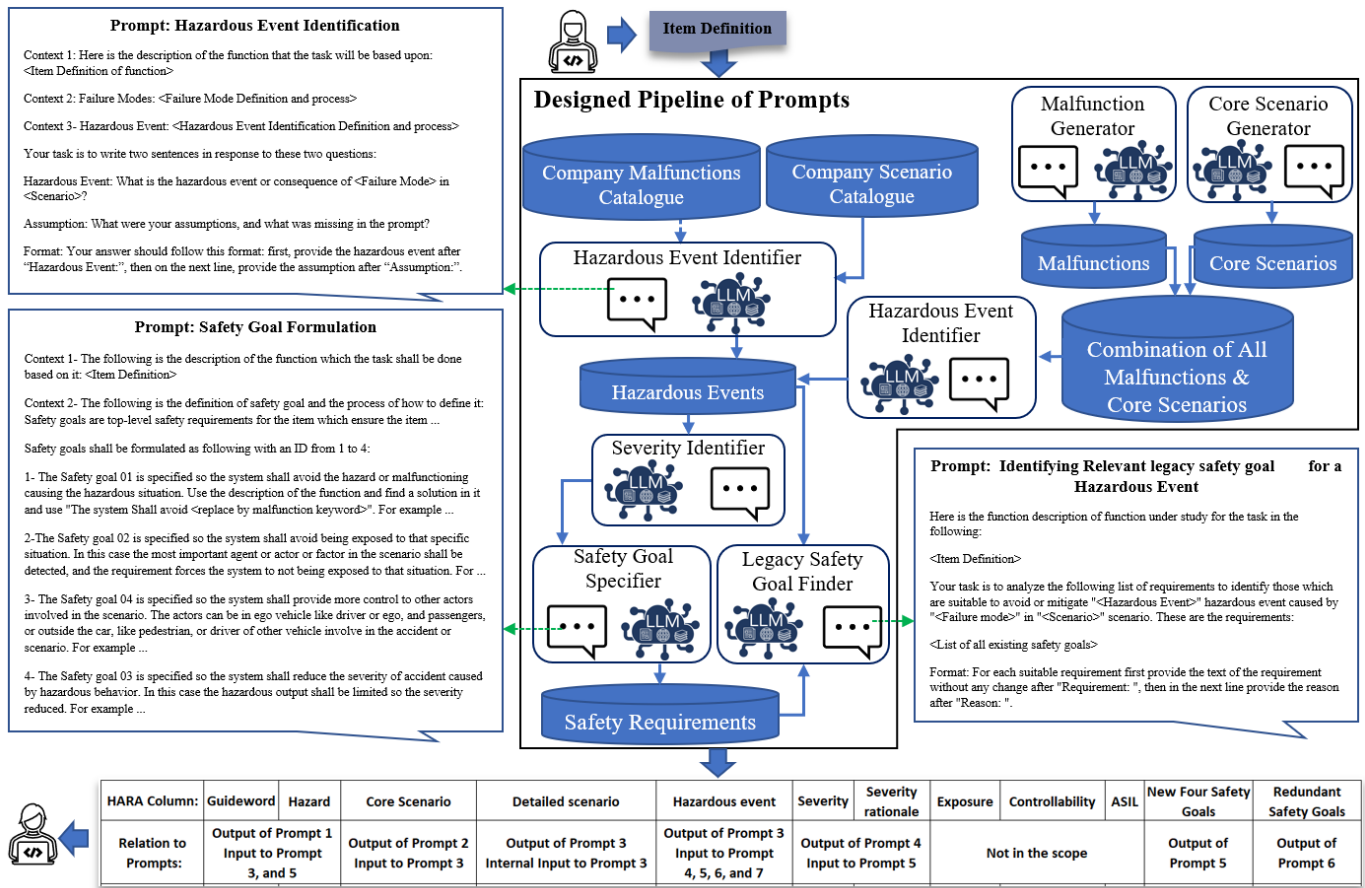 Prompt: Hazardous Event Identification
Context 1: Here is the description of the function that the task will be based upon:
<Item Definition of function>
Context 2: Failure Modes: <Failure Mode Definition and process>
Context 3- Hazardous Event: <Hazardous Event Identification Definition and process>
Your task is to write two sentences in response to these two questions:
Hazardous Event: What is the hazardous event or consequence of <Failure Mode> in
<Scenario>?
Assumption: What were your assumptions, and what was missing in the prompt?
Format: Your answer should follow this format: first, provide the hazardous event after
“Hazardous Event:”, then on the next line, provide the assumption after “Assumption:”.
Prompt: Safety Goal Formulation
Context 1- The following is the description of the function which the task shall be done
based on it: <Item Definition>
Context 2- The following is the definition of safety goal and the process of how to define it:
Safety goals are top-level safety requirements for the item which ensure the item ...
Safety goals shall be formulated as following with an ID from 1 to 4:
1- The Safety goal 01 is specified so the system shall avoid the hazard or malfunctioning
causing the hazardous situation. Use the description of the function and find a solution in it
and use "The system Shall avoid <replace by malfunction keyword>". For example ...
2-The Safety goal 02 is specified so the system shall avoid being exposed to that specific
situation. In this case the most important agent or actor or factor in the scenario shall be
detected, and the requirement forces the system to not being exposed to that situation. For ...
3- The Safety goal 04 is specified so the system shall provide more control to other actors
involved in the scenario. The actors can be in ego vehicle like driver or ego, and passengers,
or outside the car, like pedestrian, or driver of other vehicle involve in the accident or
scenario. For example ...
4- The Safety goal 03 is specified so the system shall reduce the severity of accident caused
by hazardous behavior. In this case the hazardous output shall be limited so the severity
reduced. For example ...
Item Definition
Designed Pipeline of Prompts
Company Malfunctions
Catalogue
Company Scenario
Catalogue
Malfunction
Generator
LLM
Core Scenario
Generator
LLM
Malfunctions
Core Scenarios
Combination of All
Malfunctions &
Core Scenarios
Hazardous Event Identifier
LLM
Hazardous Event
Identifier
LLM
Hazardous Events
Severity Identifier
LLM
Safety Goal
Specifier
LLM
Legacy Safety
Goal Finder
LLM
Safety Requirements
Prompt: Identifying Relevant legacy safety goal for a
Hazardous Event
Here is the function description of function under study for the task in the
following:
<Item Definition>
Your task is to analyze the following list of requirements to identify those which
are suitable to avoid or mitigate "<Hazardous Event>" hazardous event caused by
"<Failure mode>" in "<Scenario>" scenario. These are the requirements:
<List of all existing safety goals>
Format: For each suitable requirement first provide the text of the requirement
without any change after "Requirement: ", then in the next line provide the reason
after "Reason: ".
HARA Column:
Guideword
Hazard
Core Scenario
Detailed scenario
Hazardous event
Severity
Severity
rationale
Exposure
Controllability
ASIL
New Four Safety
Goals
Redundant
Safety Goals
Relation to
Prompts:
Output of Prompt 1
Input to Prompt
3, and 5
Output of Prompt 2
Input to Prompt 3
Output of Prompt 3
Internal Input to Prompt 3
Output of Prompt 3
Input to Prompt
4, 5, 6, and 7
Output of Prompt 4
Input to Prompt 5
Not in the scope
Output of
Prompt 5
Output of
Prompt 6